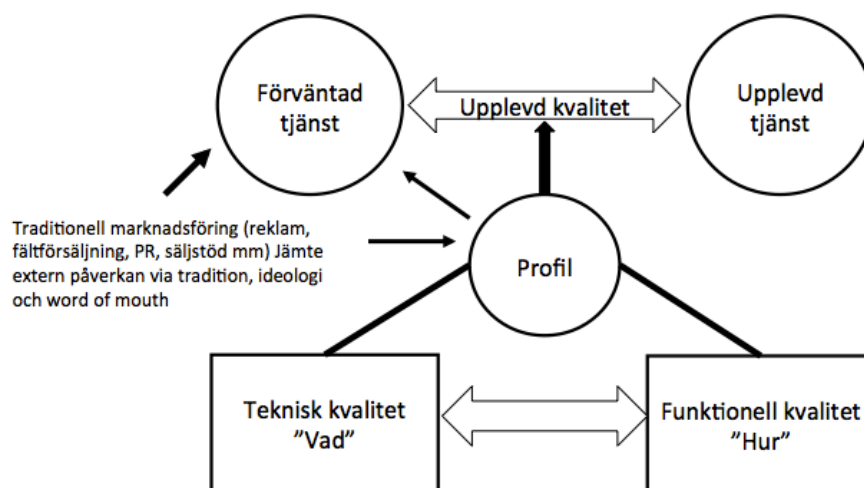 Förväntad
tjänst
Upplevd kvalitet
Upplevd
tjänst
Traditionell marknadsföring (reklam,
fältförsäljning, PR, säljstöd mm) Jämte
extern påverkan via tradition, ideologi
och word of mouth
Profil
Teknisk kvalitet
”Vad”
Funktionell kvalitet
”Hur”